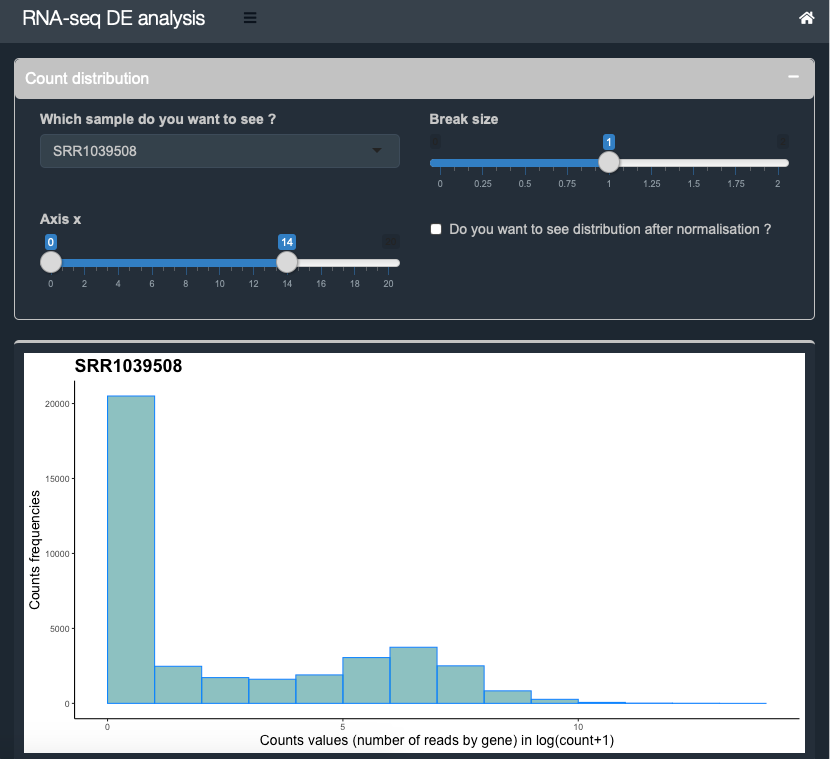 RNA-seq DE analysis
Count distribution
Which sample do you want to see ?
SRR1039508
Break size
1
0 0.25 0.5 0.75 1 1.25 1.5 1.75 2
Axis x
0 14
0 2 4 6 8 10 12 14 16 18 20
Do you want to see distribution after normalisation ?
SRR1039508
Counts frequencies
20000
15000
10000
5000
0
0 5 10
Counts values (number of reads by gene) in log(count+1)